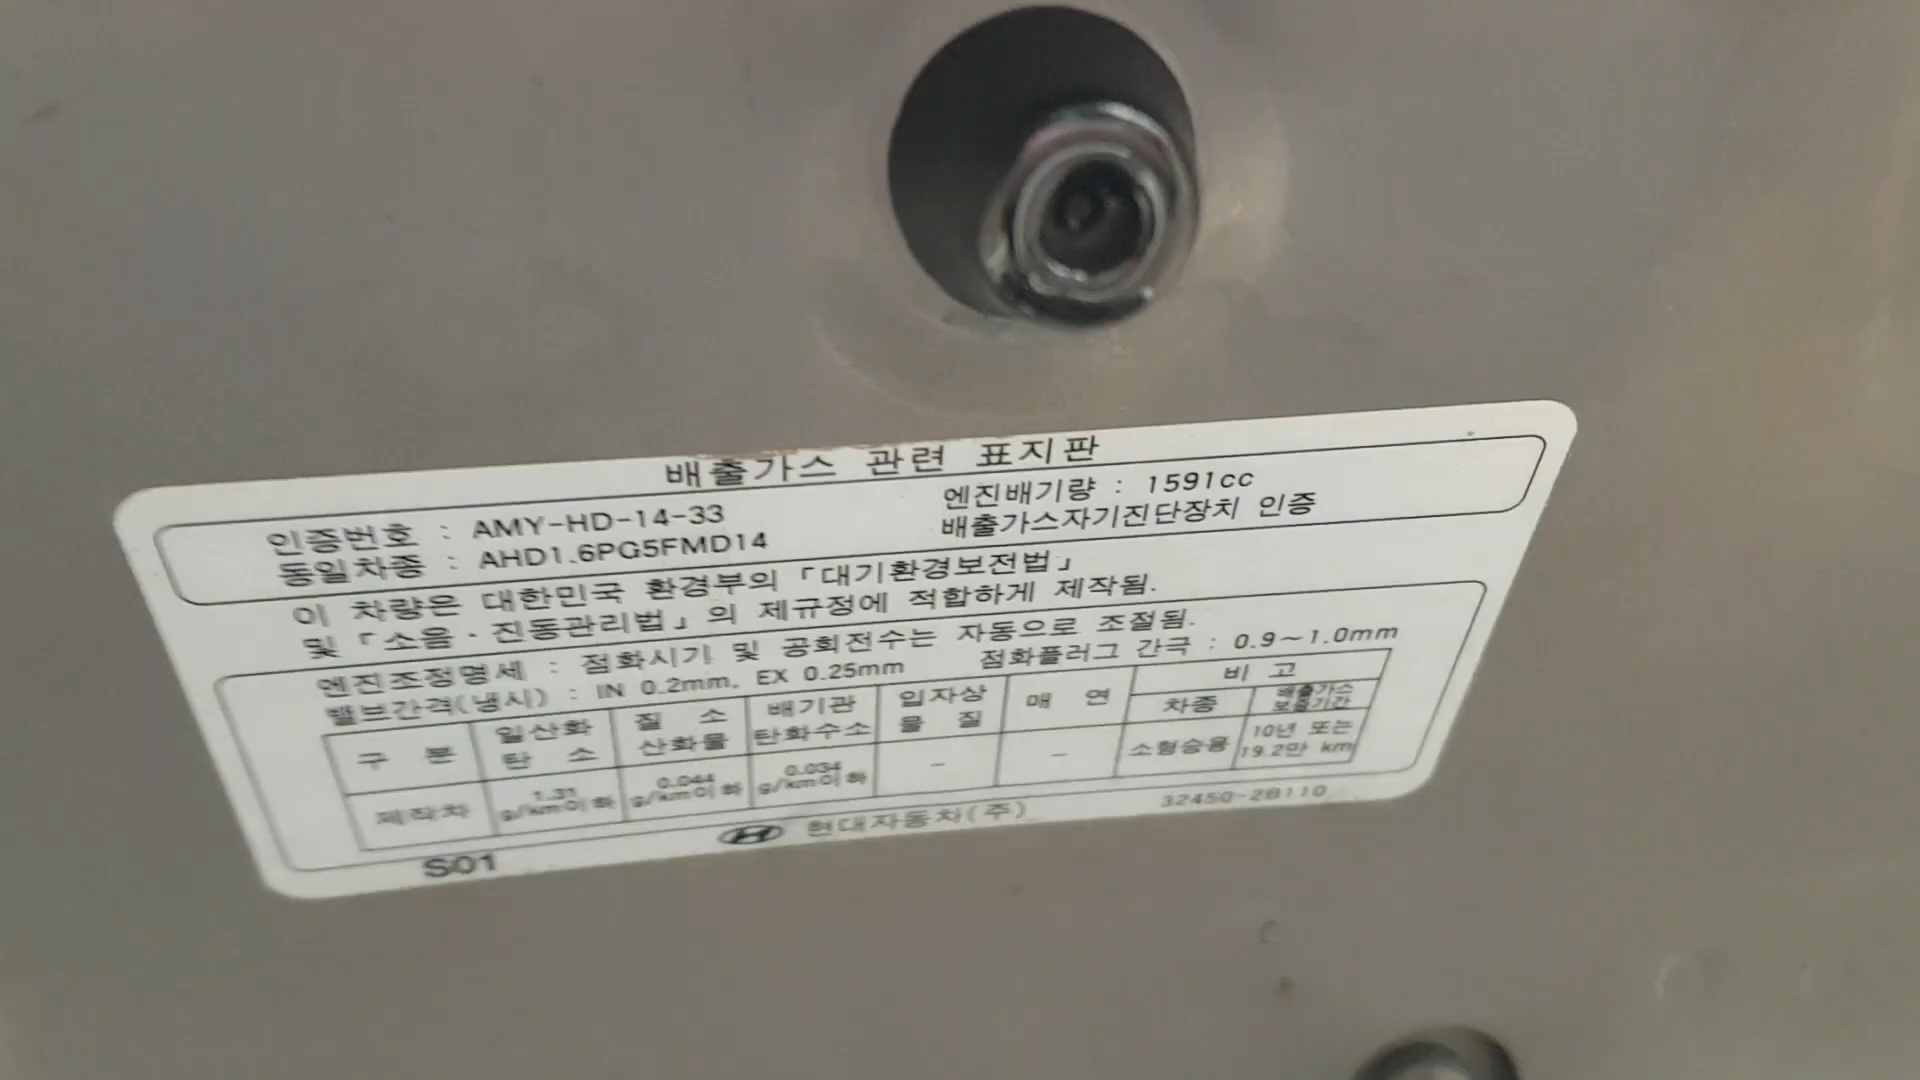 배출가스 관련 표지판
인증번호 : AMY-HD-14-33
엔진배기량 : 1591cc
동일차종 : AHD1.6PG5FMD14
배출가스자기진단장치 인증
이 차량은 대한민국 환경부의 「대기환경보전법」
및 「소음·진동관리법」의 제규정에 적합하게 제작됨.
엔진조정명세 : 점화시기 및 공회전수는 자동으로 조절됨.
밸브간격(냉시) : IN 0.2mm, EX 0.25mm 점화플러그 간극 : 0.9~1.0mm
구 분 일산화탄소 질소산화물 배기관탄화수소 입자상물질 매 연 비 고
차종 배출가스보증기간
제작차 1.31 g/km이하 0.044 g/km이하 0.034 g/km이하 - - 소형승용 10년 또는 19.2만 km
현대자동차(주) 32450-2B110
S01